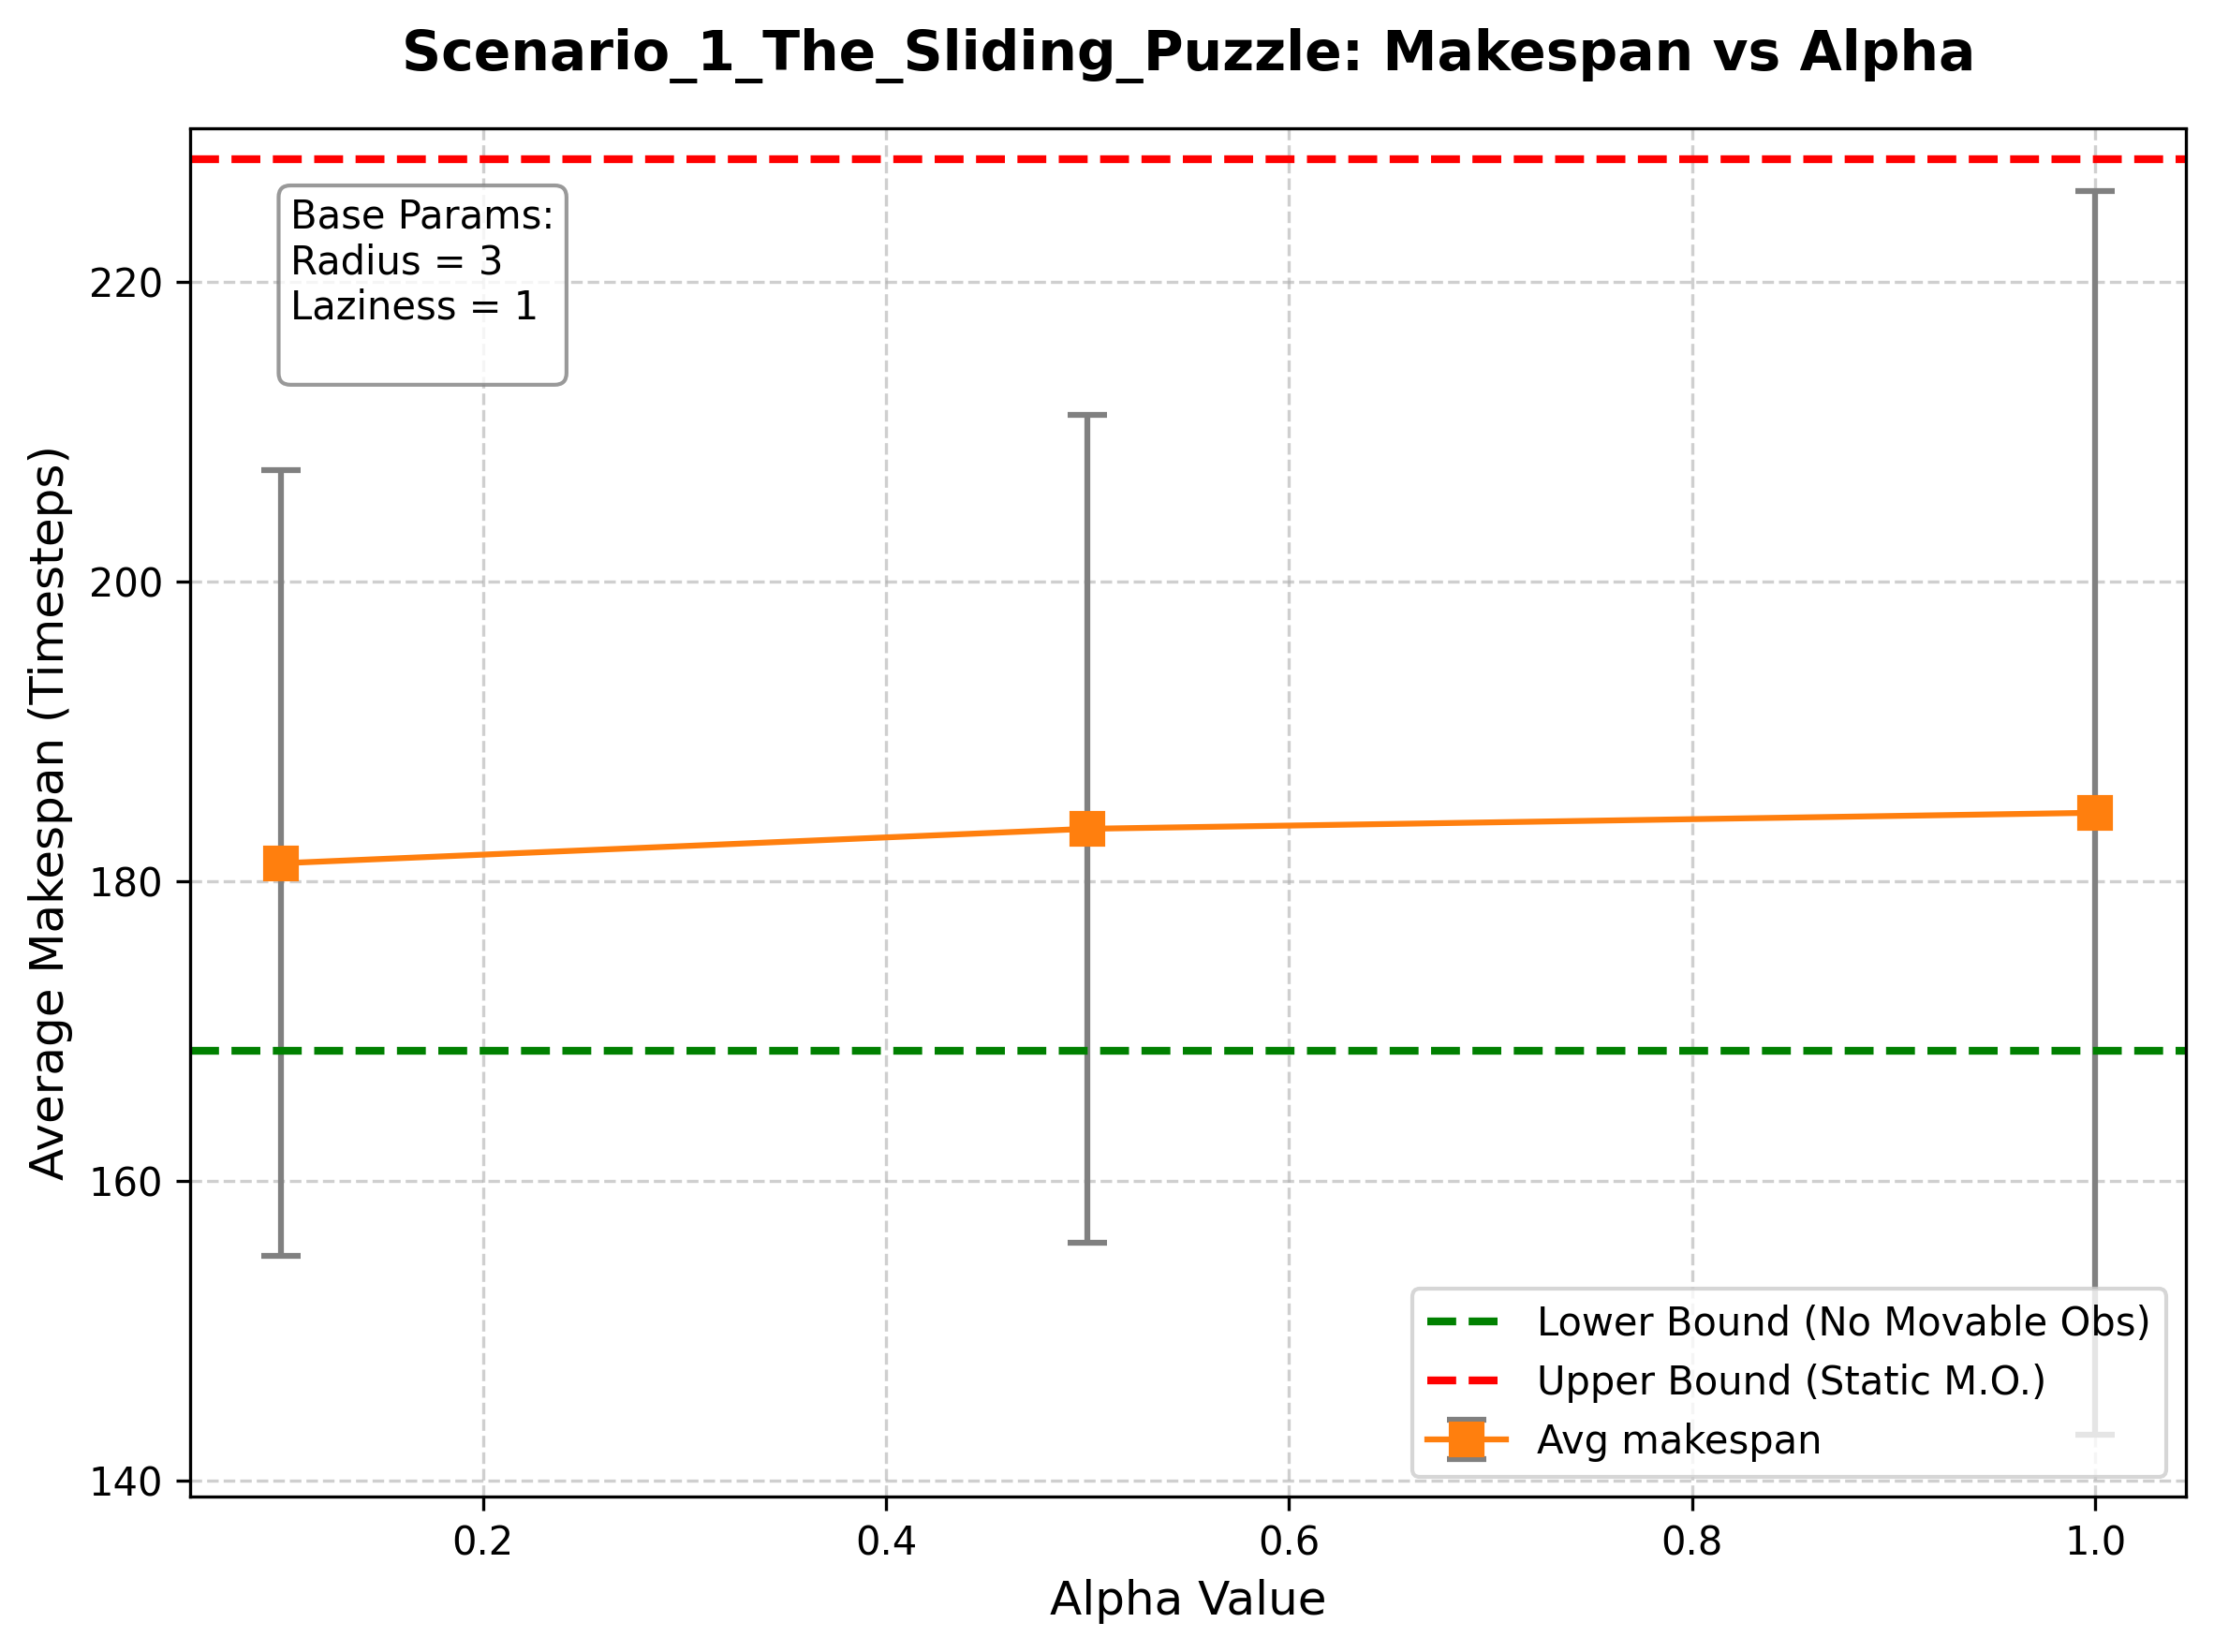 Scenario_1_The_Sliding_Puzzle: Makespan vs Alpha
Base Params:
Radius = 3
Laziness = 1
Average Makespan (Timesteps)
220
200
180
160
140
Lower Bound (No Movable Obs)
Upper Bound (Static M.O.)
Avg makespan
0.2 0.4 0.6 0.8 1.0
Alpha Value